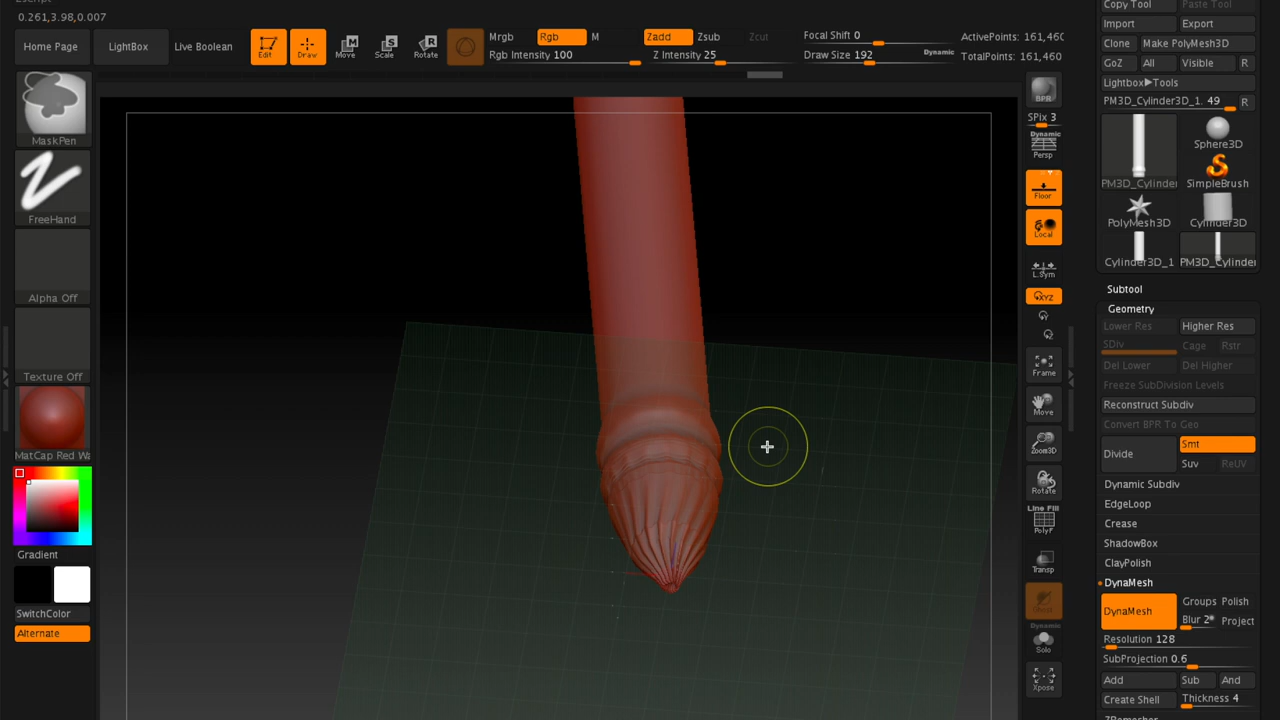 0.261,3.98,0.007
Home Page
LightBox
Live Boolean
Edit
Draw
Move
Scale
Rotate
Mrgb
Rgb
M
Rgb Intensity 100
Zadd
Zsub
Zcut
Z Intensity 25
Focal Shift 0
Draw Size 192
Dynamic
ActivePoints: 161,460
TotalPoints: 161,460
MaskPen
FreeHand
Alpha Off
Texture Off
MatCap Red Wa
Gradient
SwitchColor
Alternate
BPR
SPix 3
Dynamic
Persp
Floor
Local
L.Sym
XYZ
Frame
Move
Zoom3D
Rotate
Line Fill
PolyF
Transp
Ghost
Dynamic
Solo
Xpose
Copy Tool
Paste Tool
Import
Export
Clone
Make PolyMesh3D
GoZ
All
Visible
R
Lightbox▶Tools
PM3D_Cylinder3D_1. 49
R
PM3D_Cylinder
Sphere3D
SimpleBrush
PolyMesh3D
Cylinder3D
Cylinder3D_1
PM3D_Cylinder
Subtool
Geometry
Lower Res
Higher Res
SDiv
Cage
Rstr
Del Lower
Del Higher
Freeze SubDivision Levels
Reconstruct Subdiv
Convert BPR To Geo
Divide
Smt
Suv
ReUV
Dynamic Subdiv
EdgeLoop
Crease
ShadowBox
ClayPolish
DynaMesh
DynaMesh
Groups
Polish
Blur 2
Project
Resolution 128
SubProjection 0.6
Add
Sub
And
Create Shell
Thickness 4